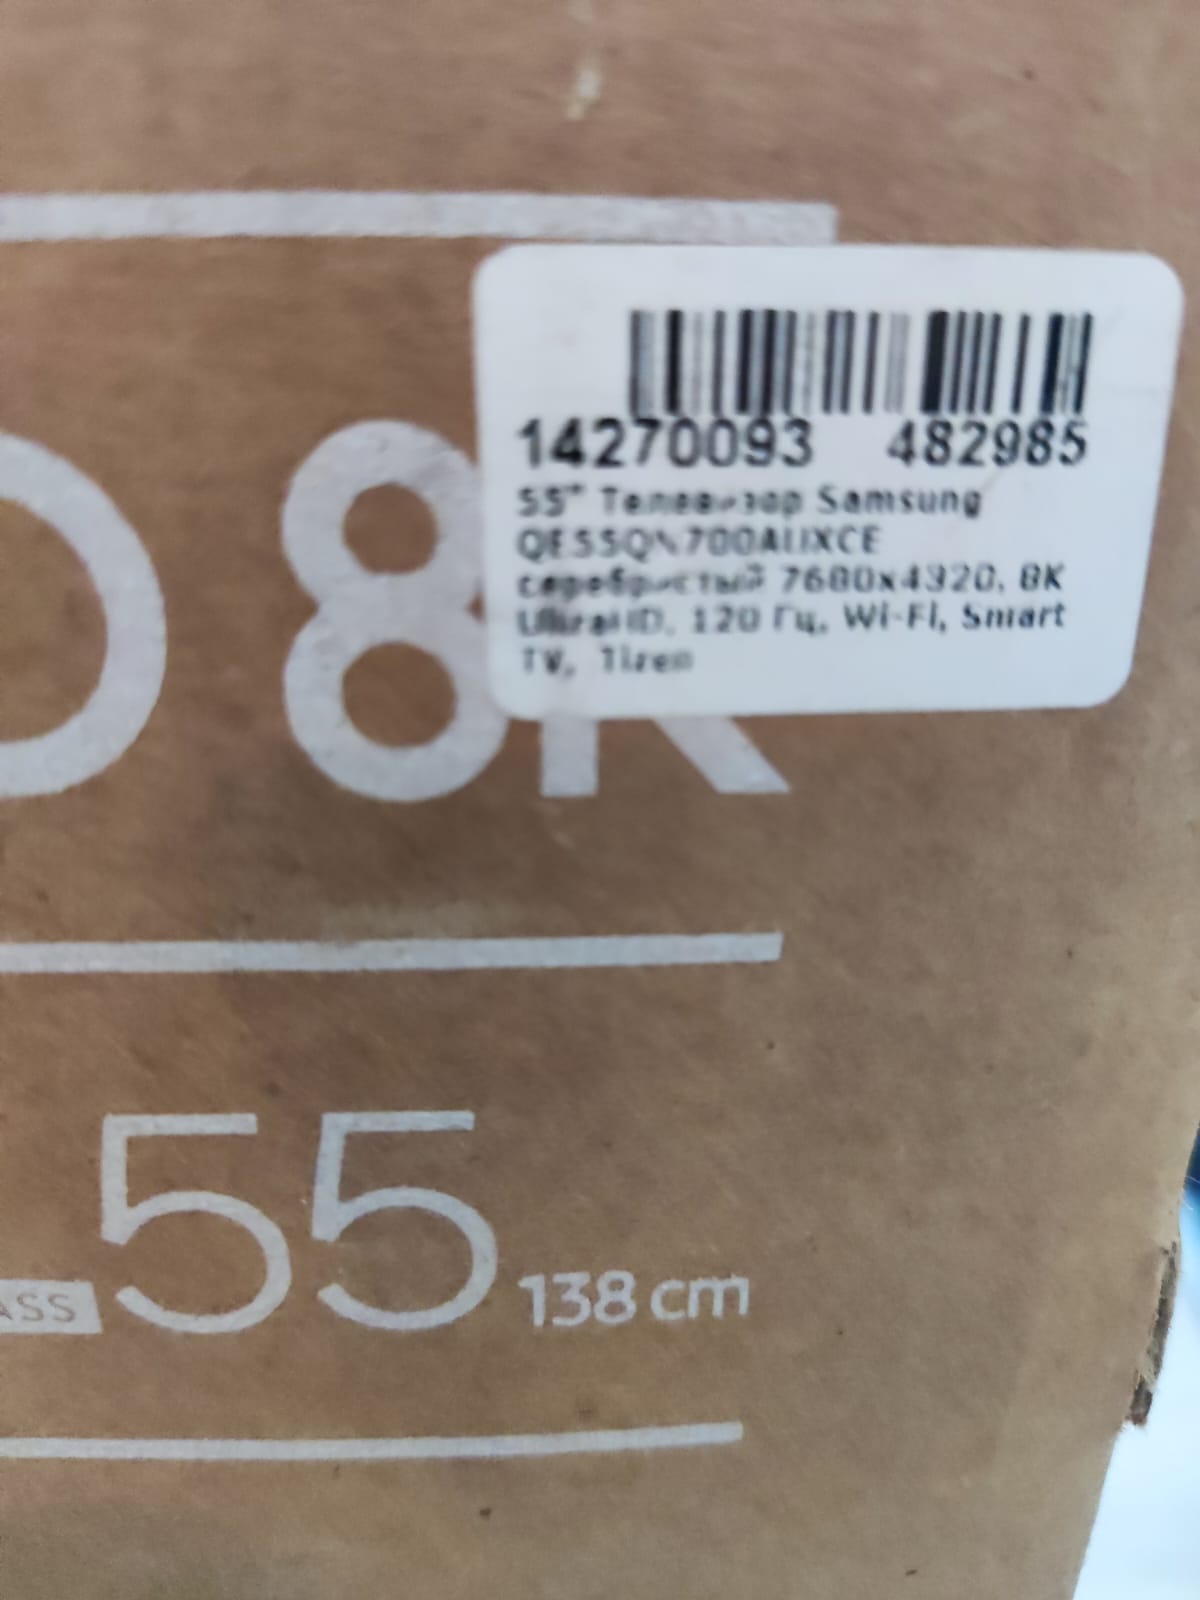 14270093 482985
55" Телевизор Samsung
QE55QN700AUXCE
серебристый 7680x4320, 8K
UltraHD, 120 Гц, Wi-Fi, Smart
TV, Tizen
8K
55 138 cm